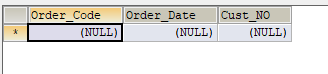 Order_Code Order_Date Cust_NO
* (NULL) (NULL) (NULL)